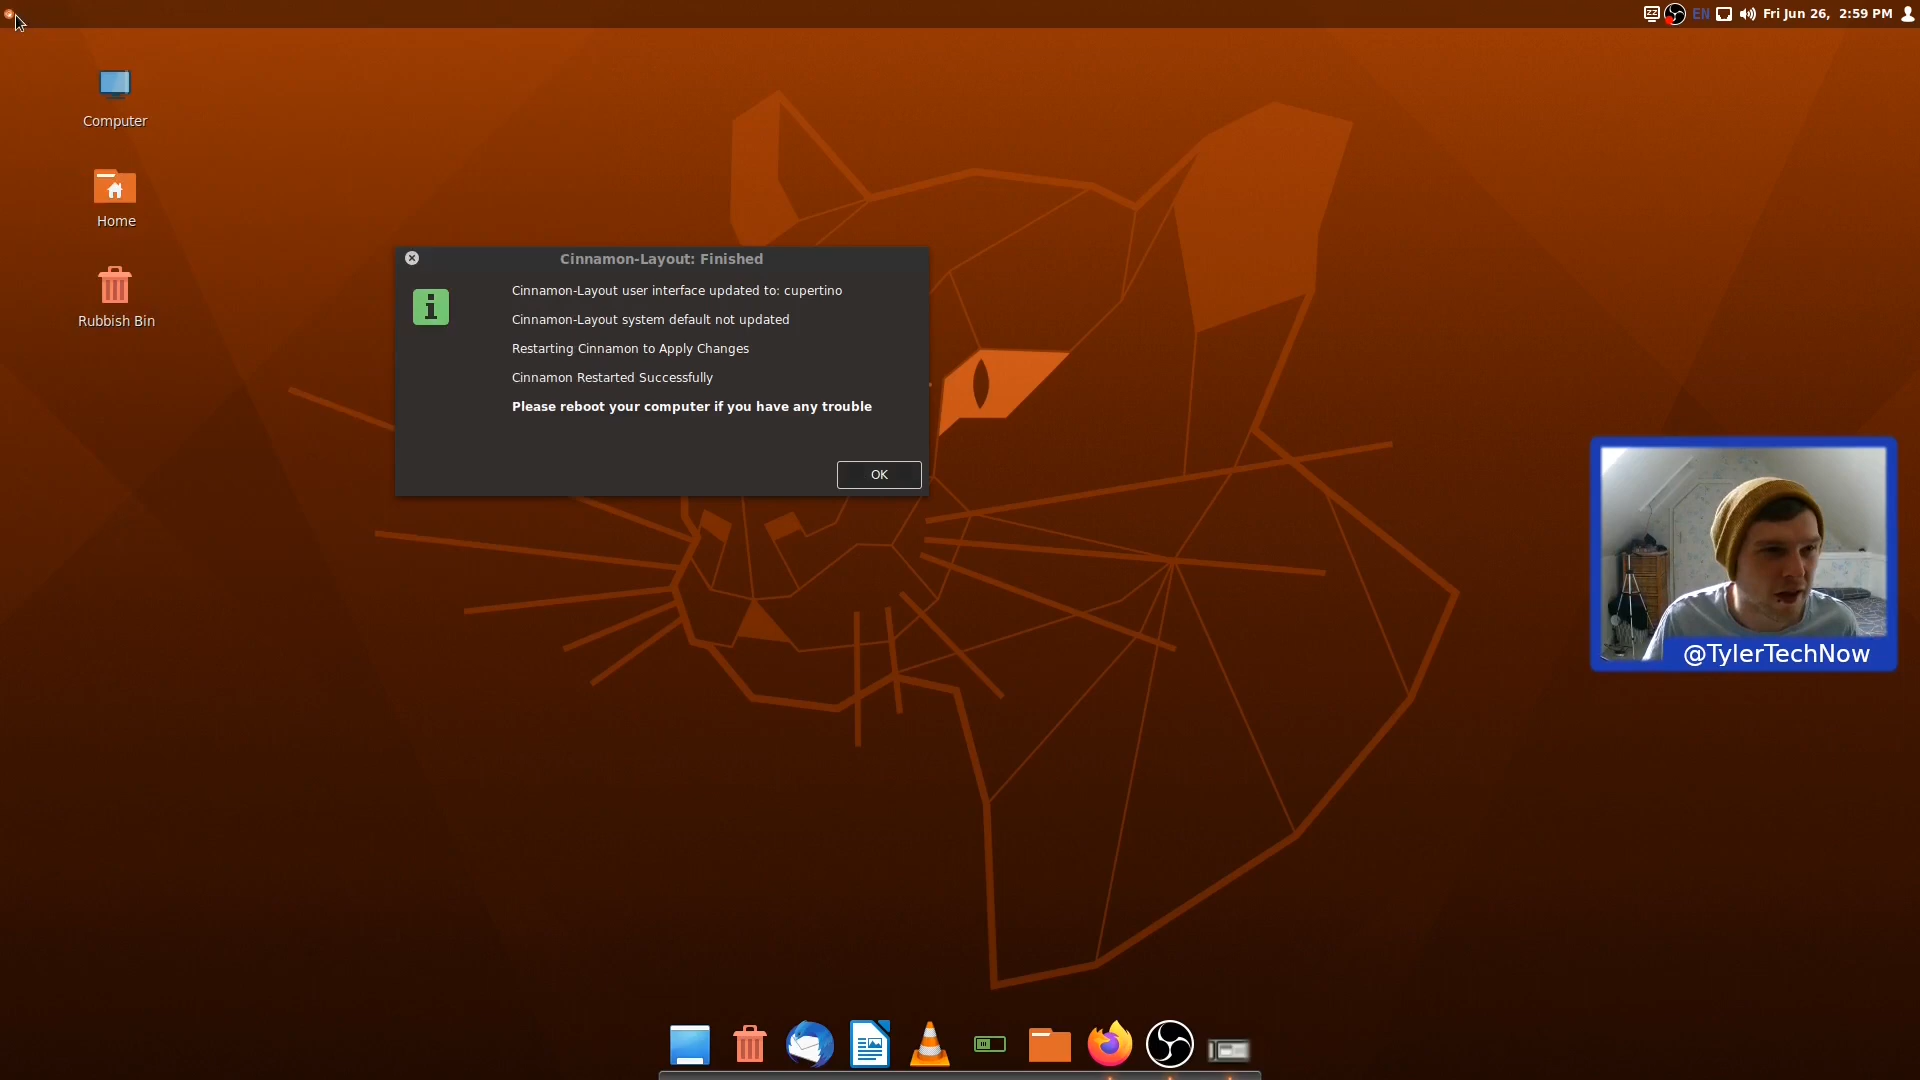 EN
Fri Jun 26, 2:59 PM
Computer
Home
Rubbish Bin
Cinnamon-Layout: Finished
Cinnamon-Layout user interface updated to: cupertino
Cinnamon-Layout system default not updated
Restarting Cinnamon to Apply Changes
Cinnamon Restarted Successfully
Please reboot your computer if you have any trouble
OK
@TylerTechNow